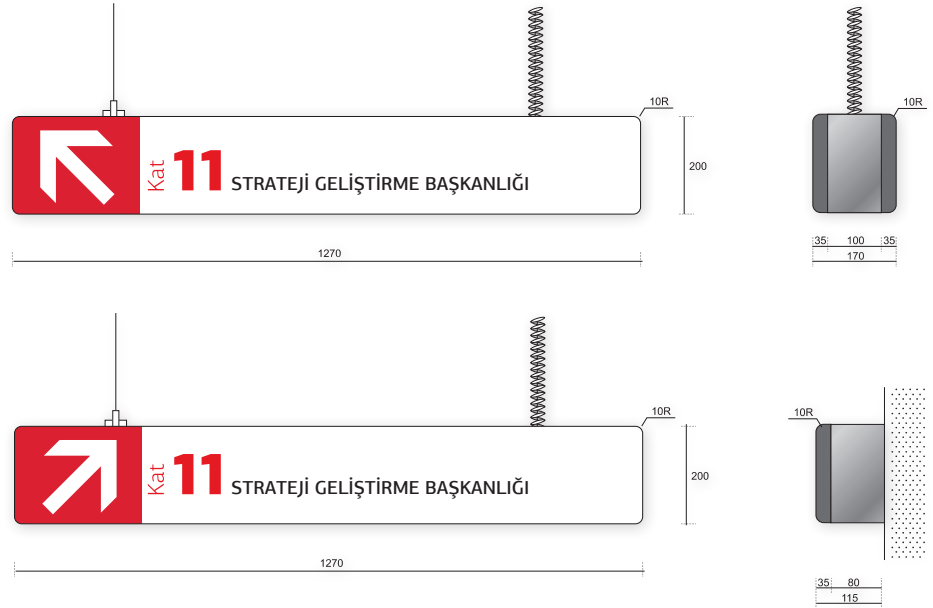 10R
10R
Kat 11 STRATEJİ GELİŞTİRME BAŞKANLIĞI
200
1270
35 100 35
170
10R
10R
Kat 11 STRATEJİ GELİŞTİRME BAŞKANLIĞI
200
1270
35 80
115